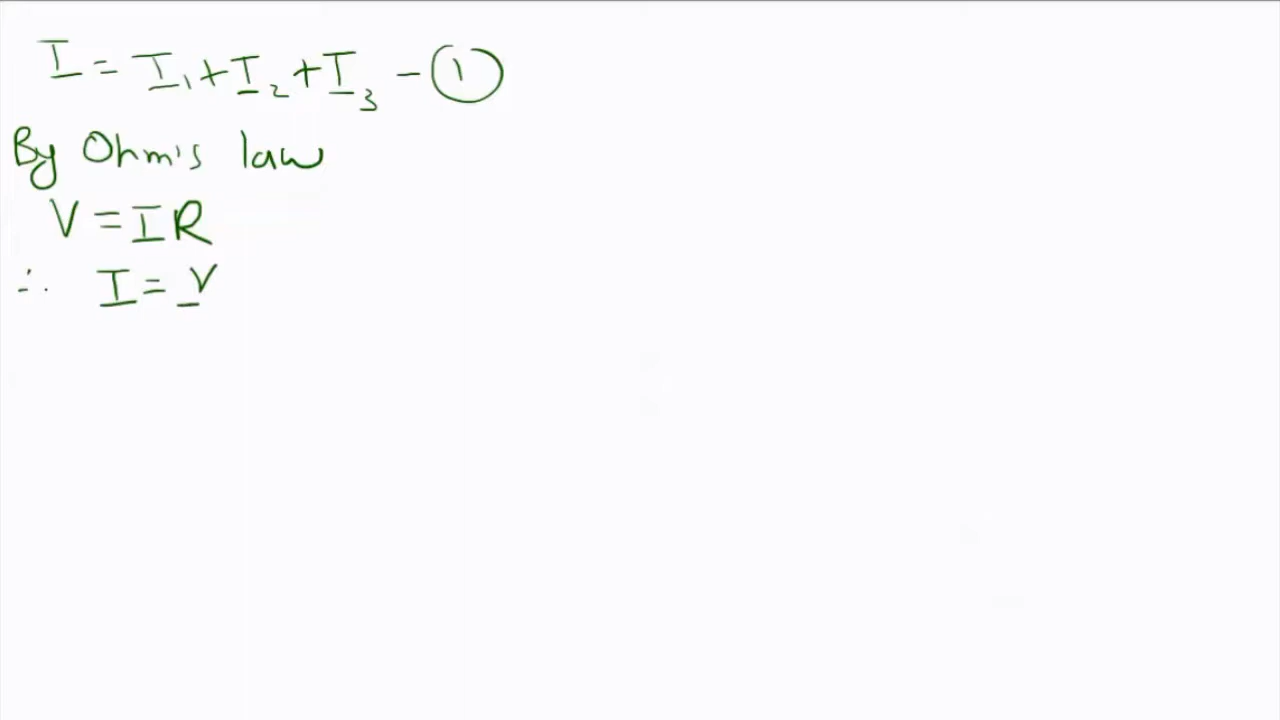 I = I₁ + I₂ + I₃ - ①
By Ohm's law
V = IR
∴ I = V